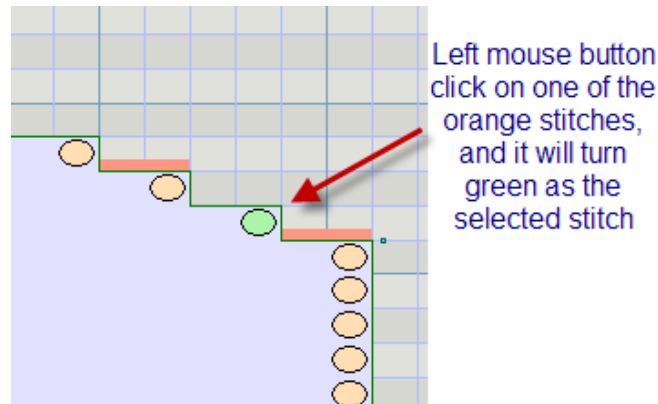 Left mouse button
click on one of the
orange stitches,
and it will turn
green as the
selected stitch